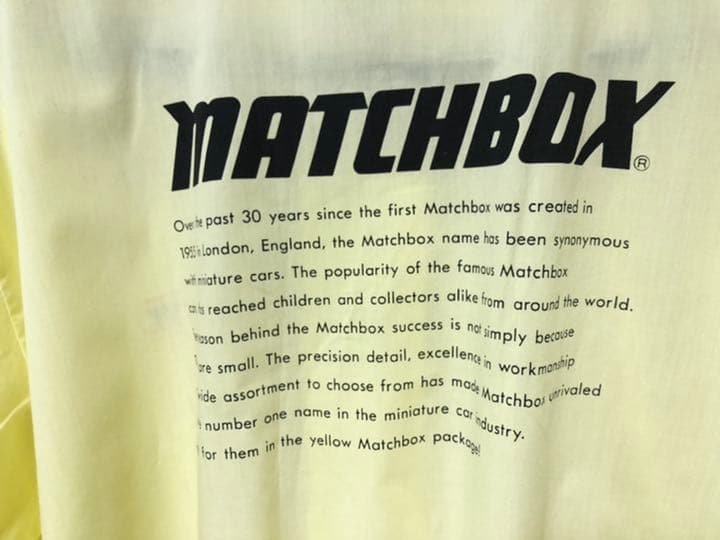 MATCHBOX®
Over the past 30 years since the first Matchbox was created in
1953 in London, England, the Matchbox name has been synonymous
with miniature cars. The popularity of the famous Matchbox
reached children and collectors alike from around the world.
reason behind the Matchbox success is not simply because
are small. The precision detail, excellence in workmanship
wide assortment to choose from has made Matchbox unrivaled
number one name in the miniature car industry.
for them in the yellow Matchbox package!